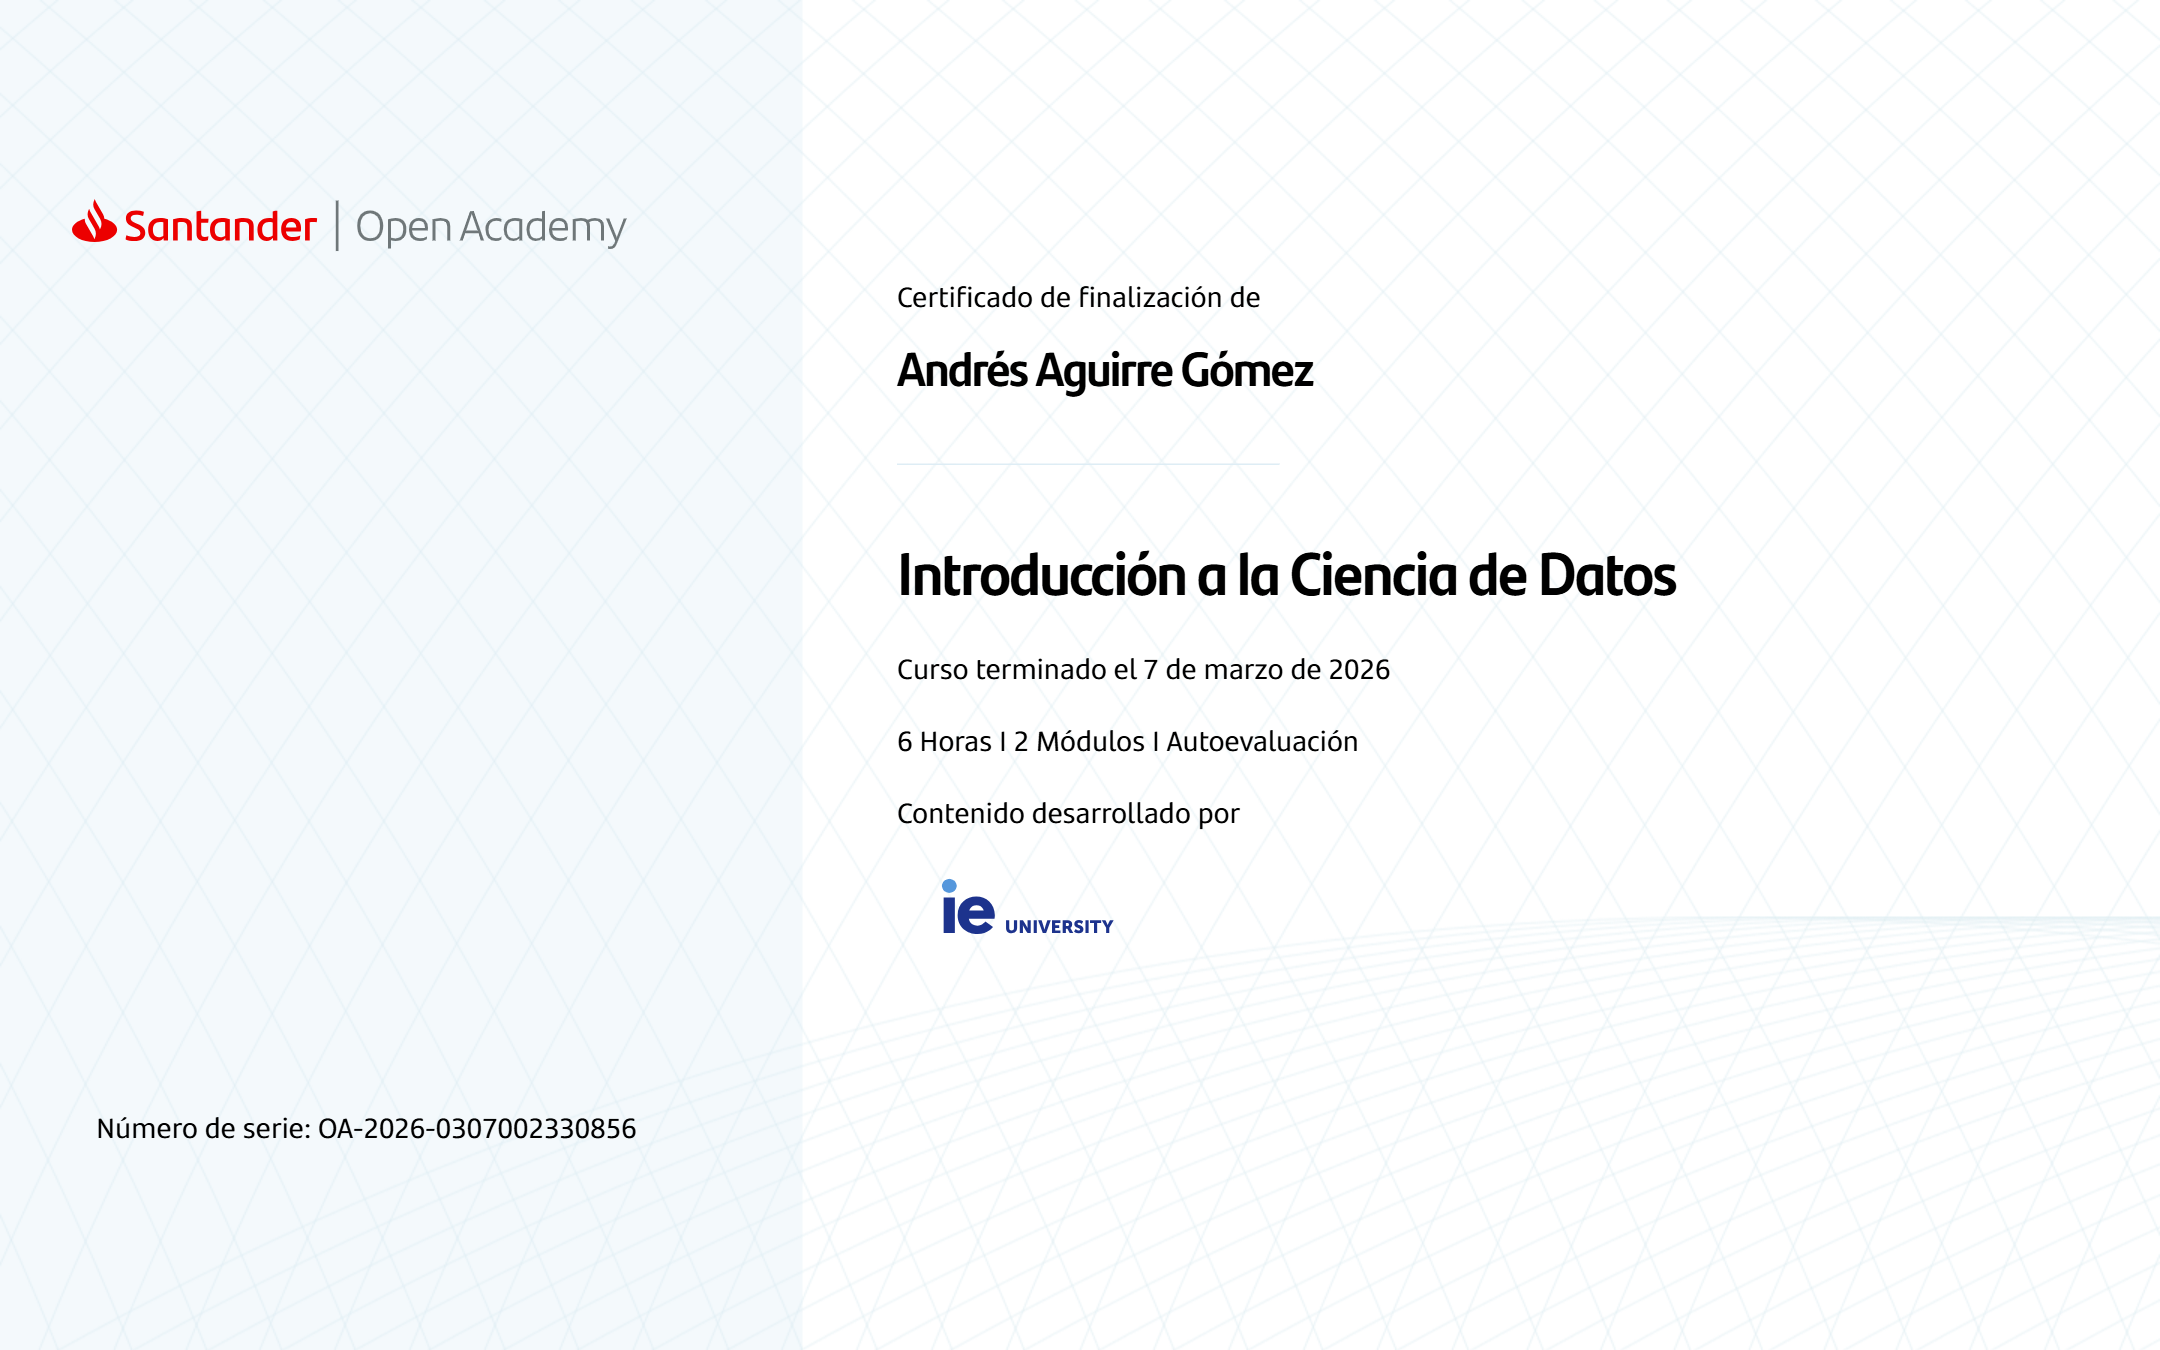 Santander | Open Academy
Certificado de finalización de
Andrés Aguirre Gómez
Introducción a la Ciencia de Datos
Curso terminado el 7 de marzo de 2026
6 Horas I 2 Módulos I Autoevaluación
Contenido desarrollado por
ie UNIVERSITY
Número de serie: OA-2026-0307002330856